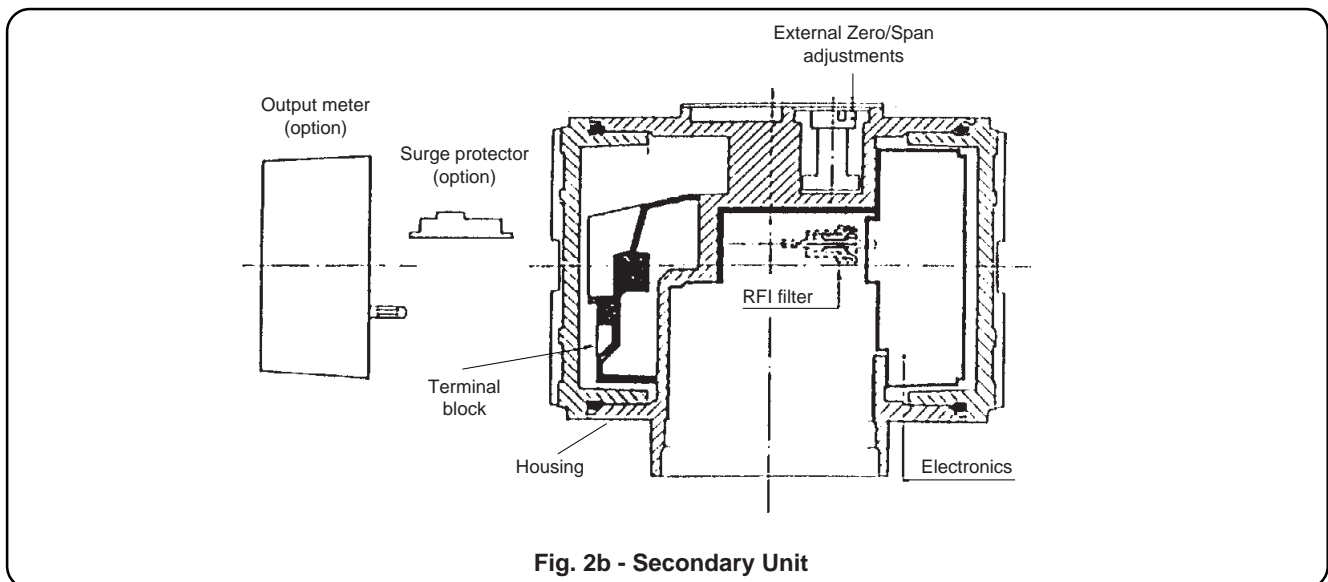 External Zero/Span
adjustments
Output meter
(option)
Surge protector
(option)
RFI filter
Terminal
block
Housing
Electronics
Fig. 2b - Secondary Unit